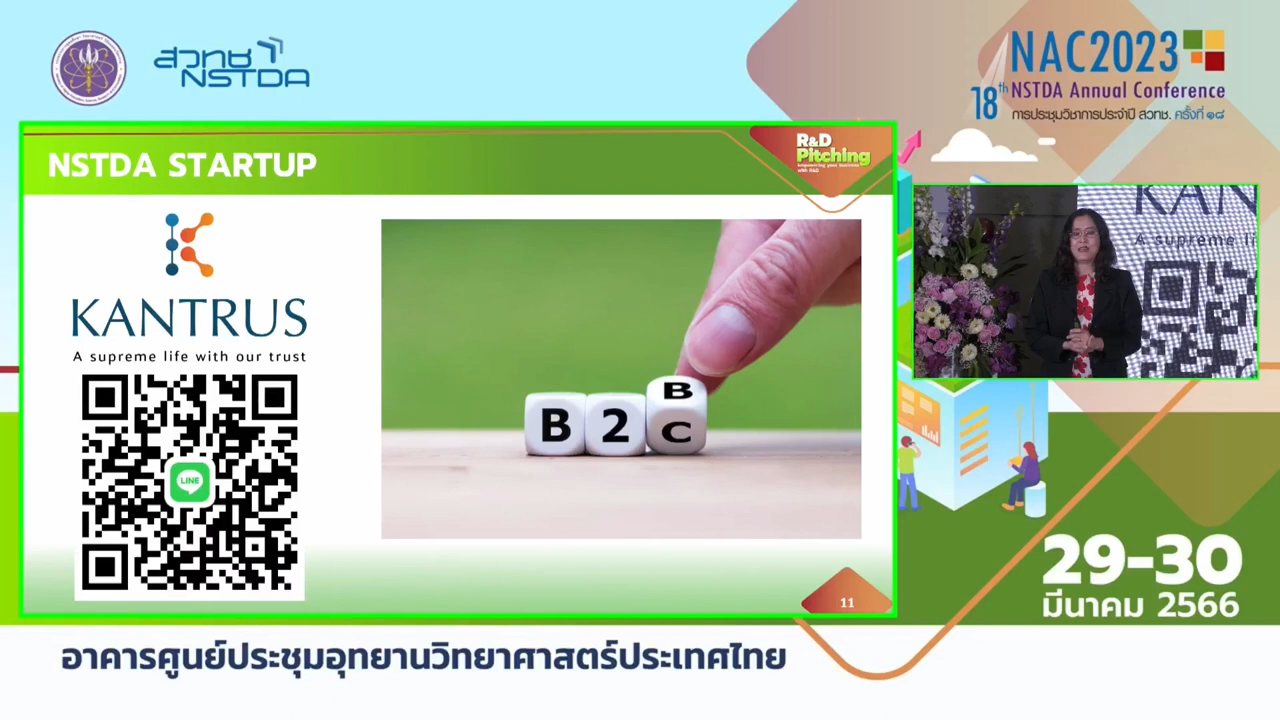 สวทช
NSTDA
NAC2023
18th NSTDA Annual Conference
การประชุมวิชาการประจำปี สวทช. ครั้งที่ ๑๘
NSTDA STARTUP
R&D
Pitching
Empowering your business
with R&D
KANTRUS
A supreme life with our trust
LINE
B 2 B
C
11
KAN
A supreme li
29-30
มีนาคม 2566
อาคารศูนย์ประชุมอุทยานวิทยาศาสตร์ประเทศไทย